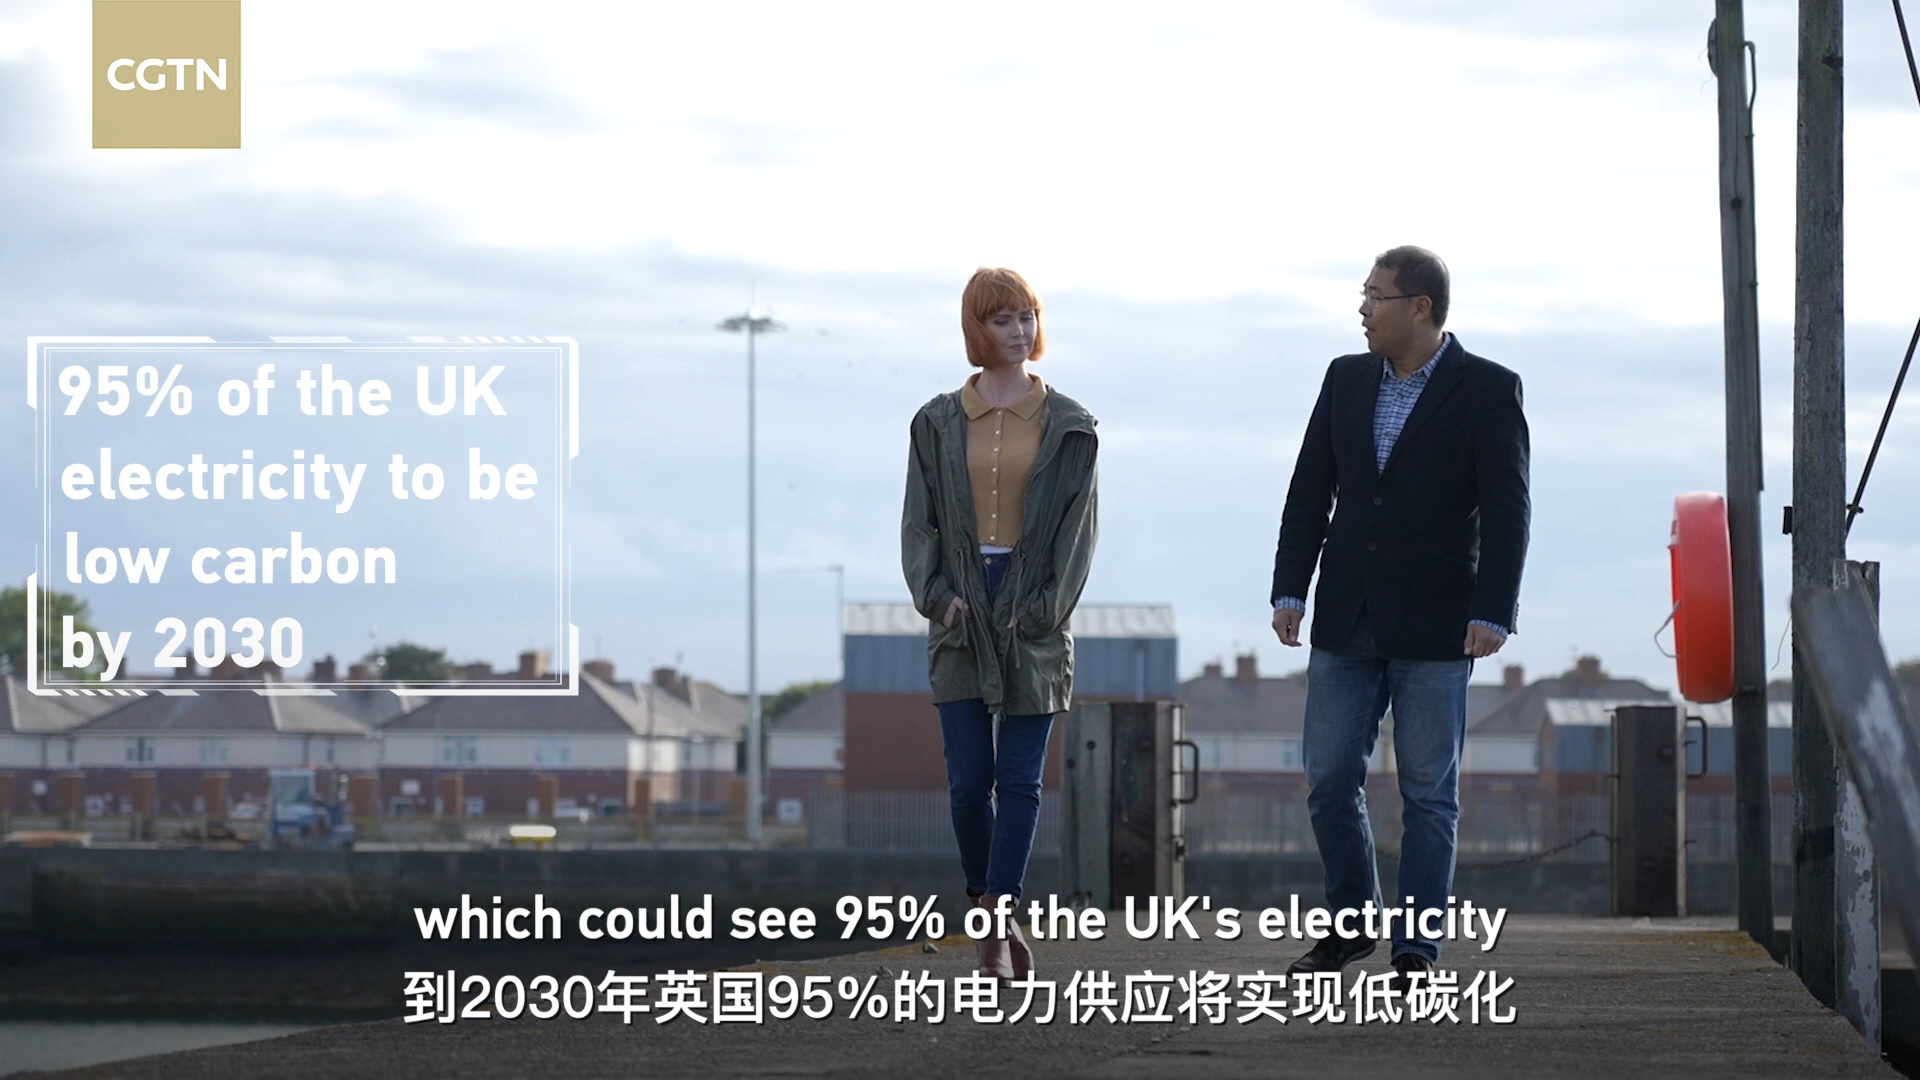 CGTN
95% of the UK
electricity to be
low carbon
by 2030
which could see 95% of the UK's electricity
到2030年英国95%的电力供应将实现低碳化